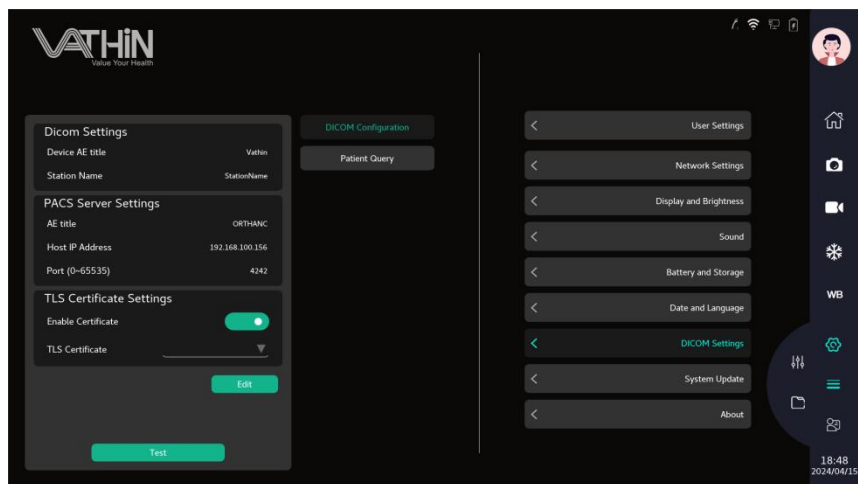 VATHiN
Value Your Health
Dicom Settings
Device AE title Vathin
Station Name StationName
PACS Server Settings
AE title ORTHANC
Host IP Address 192.168.100.156
Port (0~65535) 4242
TLS Certificate Settings
Enable Certificate
TLS Certificate
Edit
Test
DICOM Configuration
Patient Query
User Settings
Network Settings
Display and Brightness
Sound
Battery and Storage
Date and Language
DICOM Settings
System Update
About
WB
18:48
2024/04/15